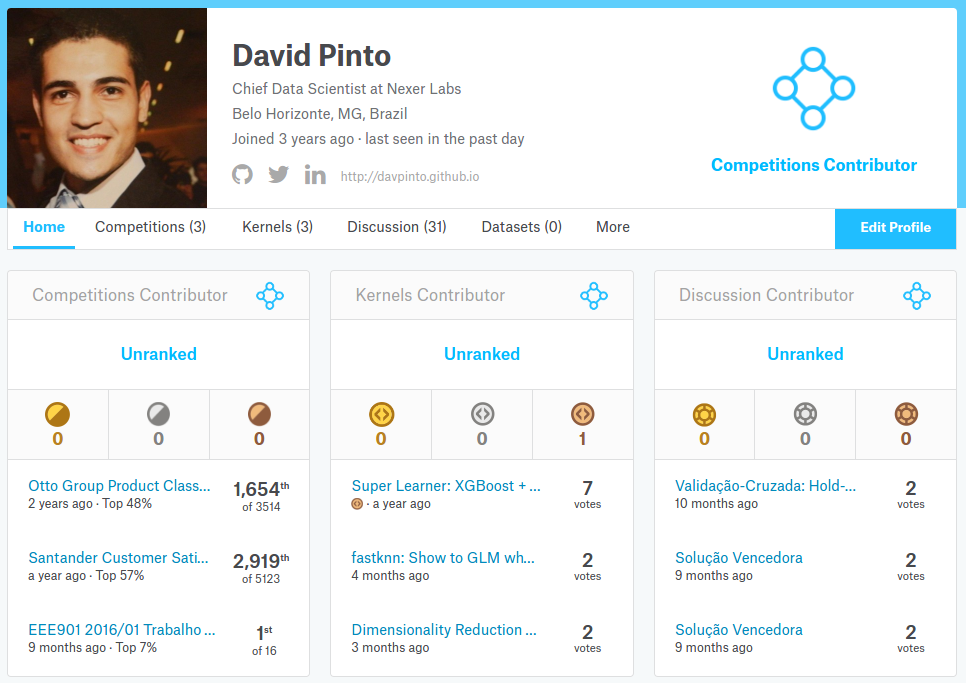 David Pinto
Chief Data Scientist at Nexer Labs
Belo Horizonte, MG, Brazil
Joined 3 years ago · last seen in the past day
in http://davpinto.github.io
Competitions Contributor
Home Competitions (3) Kernels (3) Discussion (31) Datasets (0) More Edit Profile
Competitions Contributor
Unranked
0 0 0
Otto Group Product Class... 1,654th
2 years ago · Top 48% of 3514
Santander Customer Sati... 2,919th
a year ago · Top 57% of 5123
EEE901 2016/01 Trabalho ... 1st
9 months ago · Top 7% of 16
Kernels Contributor
Unranked
0 0 1
Super Learner: XGBoost + ... 7
· a year ago votes
fastknn: Show to GLM wh... 2
4 months ago votes
Dimensionality Reduction ... 2
3 months ago votes
Discussion Contributor
Unranked
0 0 0
Validação-Cruzada: Hold-... 2
10 months ago votes
Solução Vencedora 2
9 months ago votes
Solução Vencedora 2
9 months ago votes